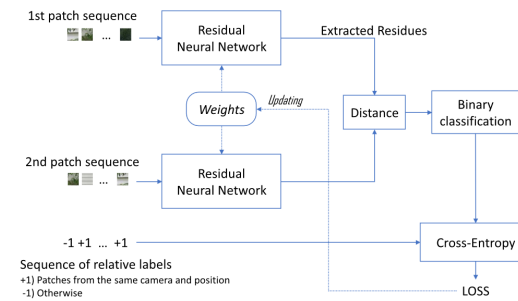 1st patch sequence
...
Residual
Neural Network
Extracted Residues
Weights
Updating
Distance
Binary
classification
2nd patch sequence
...
Residual
Neural Network
-1 +1 ... +1
Cross-Entropy
Sequence of relative labels
+1) Patches from the same camera and position
-1) Otherwise
LOSS